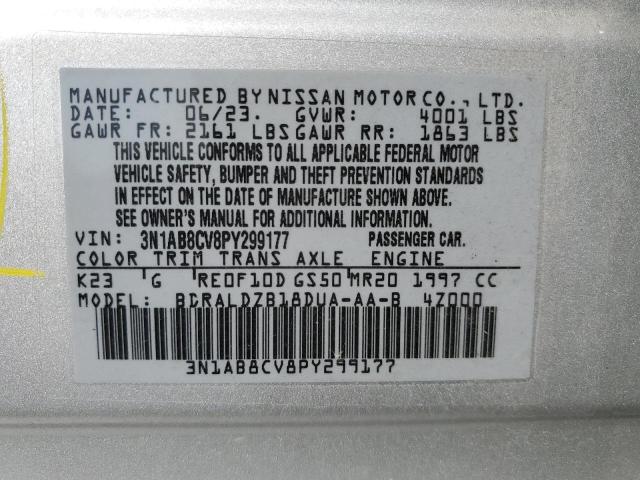 MANUFACTURED BY NISSAN MOTOR CO., LTD.
DATE: 06/23. GVWR: 4001 LBS
GAWR FR: 2161 LBS GAWR RR: 1863 LBS
THIS VEHICLE CONFORMS TO ALL APPLICABLE FEDERAL MOTOR
VEHICLE SAFETY, BUMPER AND THEFT PREVENTION STANDARDS
IN EFFECT ON THE DATE OF MANUFACTURE SHOWN ABOVE.
SEE OWNER'S MANUAL FOR ADDITIONAL INFORMATION.
VIN: 3N1AB8CV8PY299177 PASSENGER CAR.
COLOR TRIM TRANS AXLE ENGINE
K23 G RE0F10D GS50 MR20 1997 CC
MODEL: BDRALDZB18DUA-AA-B 4Z000
3N1AB8CV8PY299177